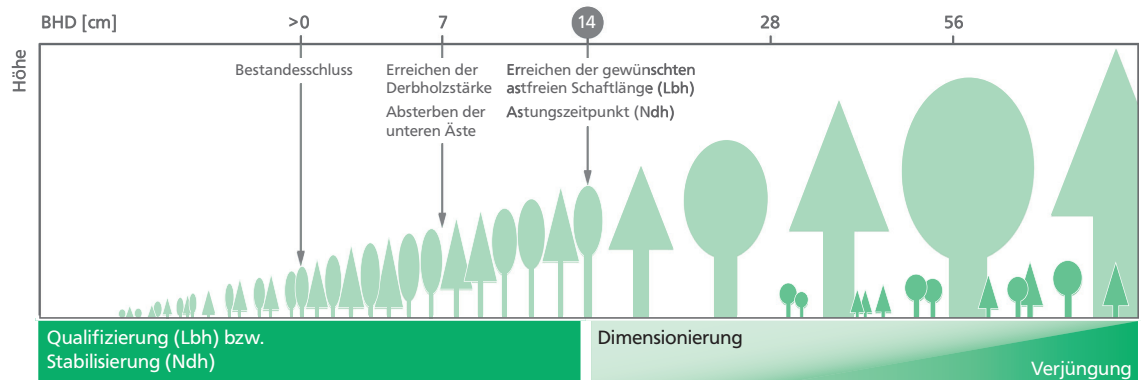 BHD [cm] >0 7 14 28 56
Höhe
Bestandesschluss
Erreichen der
Derbholzstärke
Absterben der
unteren Äste
Erreichen der gewünschten
astfreien Schaftlänge (Lbh)
Astungszeitpunkt (Ndh)
Qualifizierung (Lbh) bzw.
Stabilisierung (Ndh)
Dimensionierung
Verjüngung